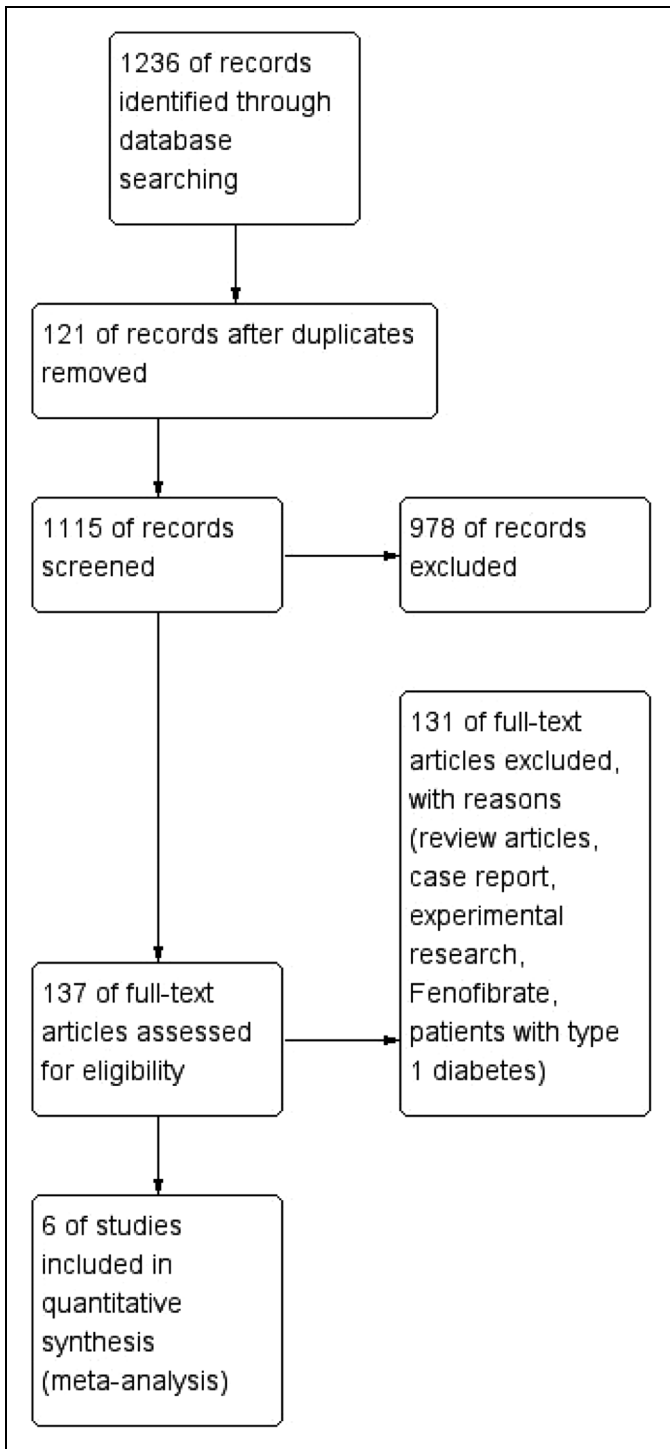 1236 of records
identified through
database
searching
121 of records after duplicates
removed
1115 of records
screened
978 of records
excluded
131 of full-text
articles excluded,
with reasons
(review articles,
case report,
experimental
research,
Fenofibrate,
patients with type
1 diabetes)
137 of full-text
articles assessed
for eligibility
6 of studies
included in
quantitative
synthesis
(meta-analysis)